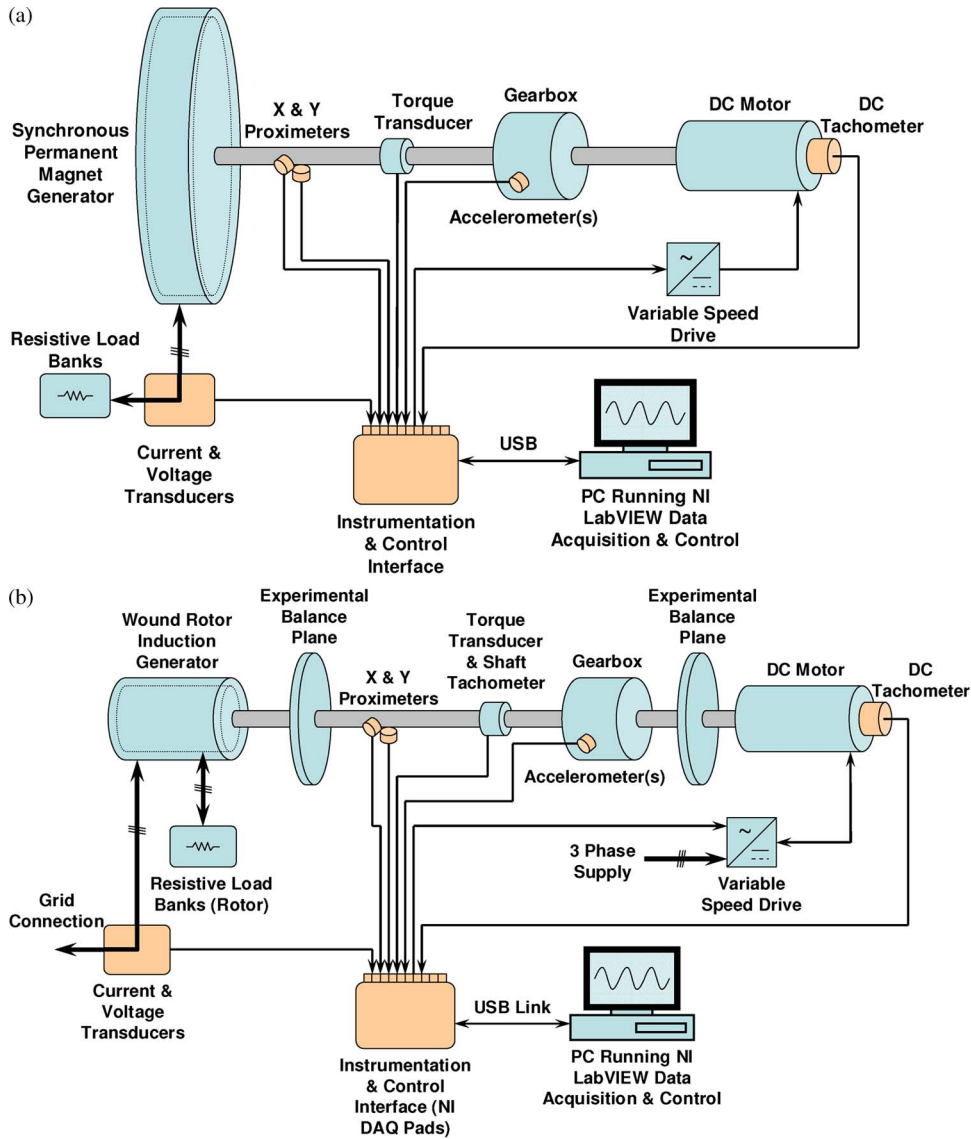 (a)
Synchronous
Permanent
Magnet
Generator
X & Y
Proximeters
Torque
Transducer
Gearbox
DC Motor
DC
Tachometer
Accelerometer(s)
~
Variable Speed
Drive
Resistive Load
Banks
Current &
Voltage
Transducers
USB
Instrumentation
& Control
Interface
PC Running NI
LabVIEW Data
Acquisition & Control
(b)
Wound Rotor
Induction
Generator
Experimental
Balance
Plane
X & Y
Proximeters
Torque
Transducer
& Shaft
Tachometer
Gearbox
Experimental
Balance
Plane
DC Motor
DC
Tachometer
Accelerometer(s)
~
3 Phase
Supply
Variable
Speed Drive
Resistive Load
Banks (Rotor)
Grid
Connection
Current &
Voltage
Transducers
USB Link
Instrumentation
& Control
Interface (NI
DAQ Pads)
PC Running NI
LabVIEW Data
Acquisition & Control